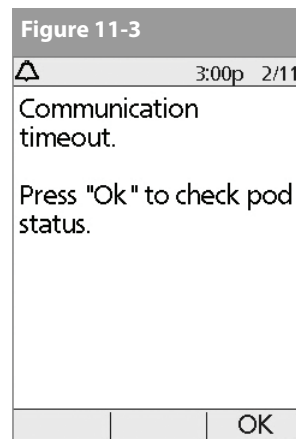 Figure 11-3
3:00p 2/11
Communication
timeout.
Press "Ok" to check pod
status.
OK